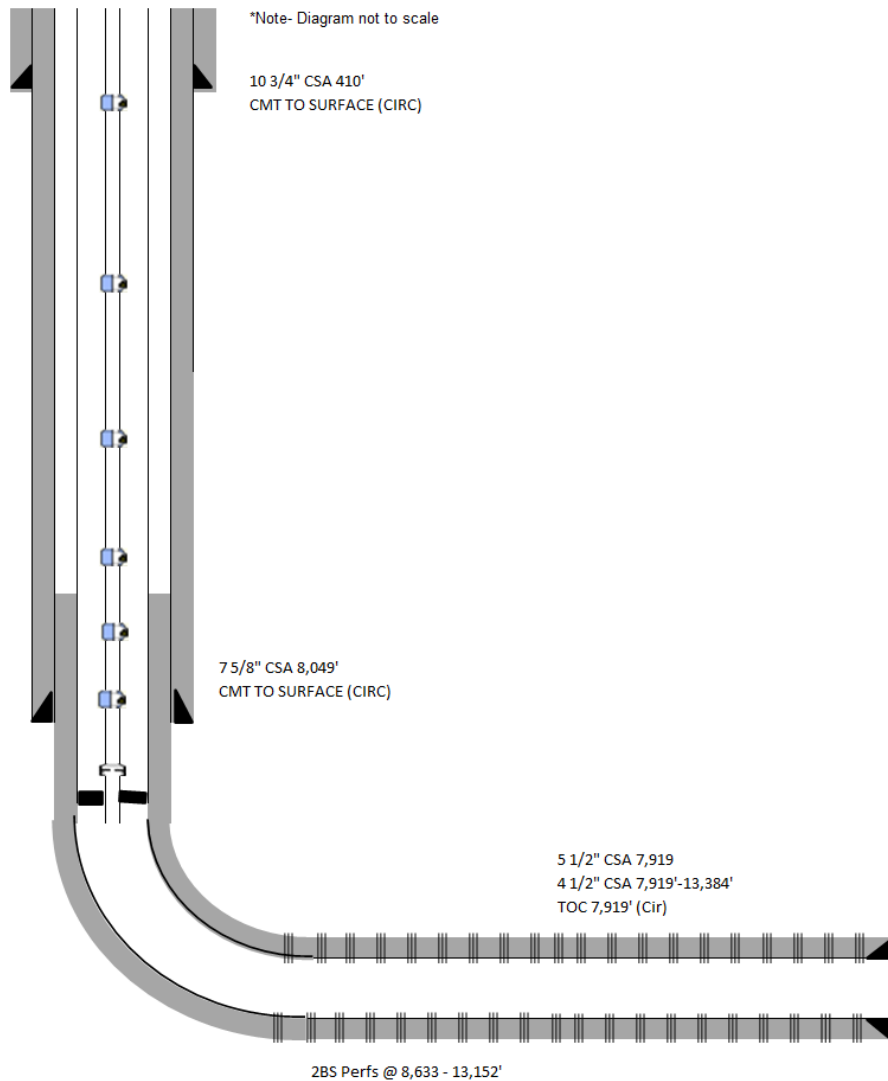 *Note- Diagram not to scale
10 3/4" CSA 410'
CMT TO SURFACE (CIRC)
7 5/8" CSA 8,049'
CMT TO SURFACE (CIRC)
5 1/2" CSA 7,919
4 1/2" CSA 7,919'-13,384'
TOC 7,919' (Cir)
2BS Perfs @ 8,633 - 13,152'